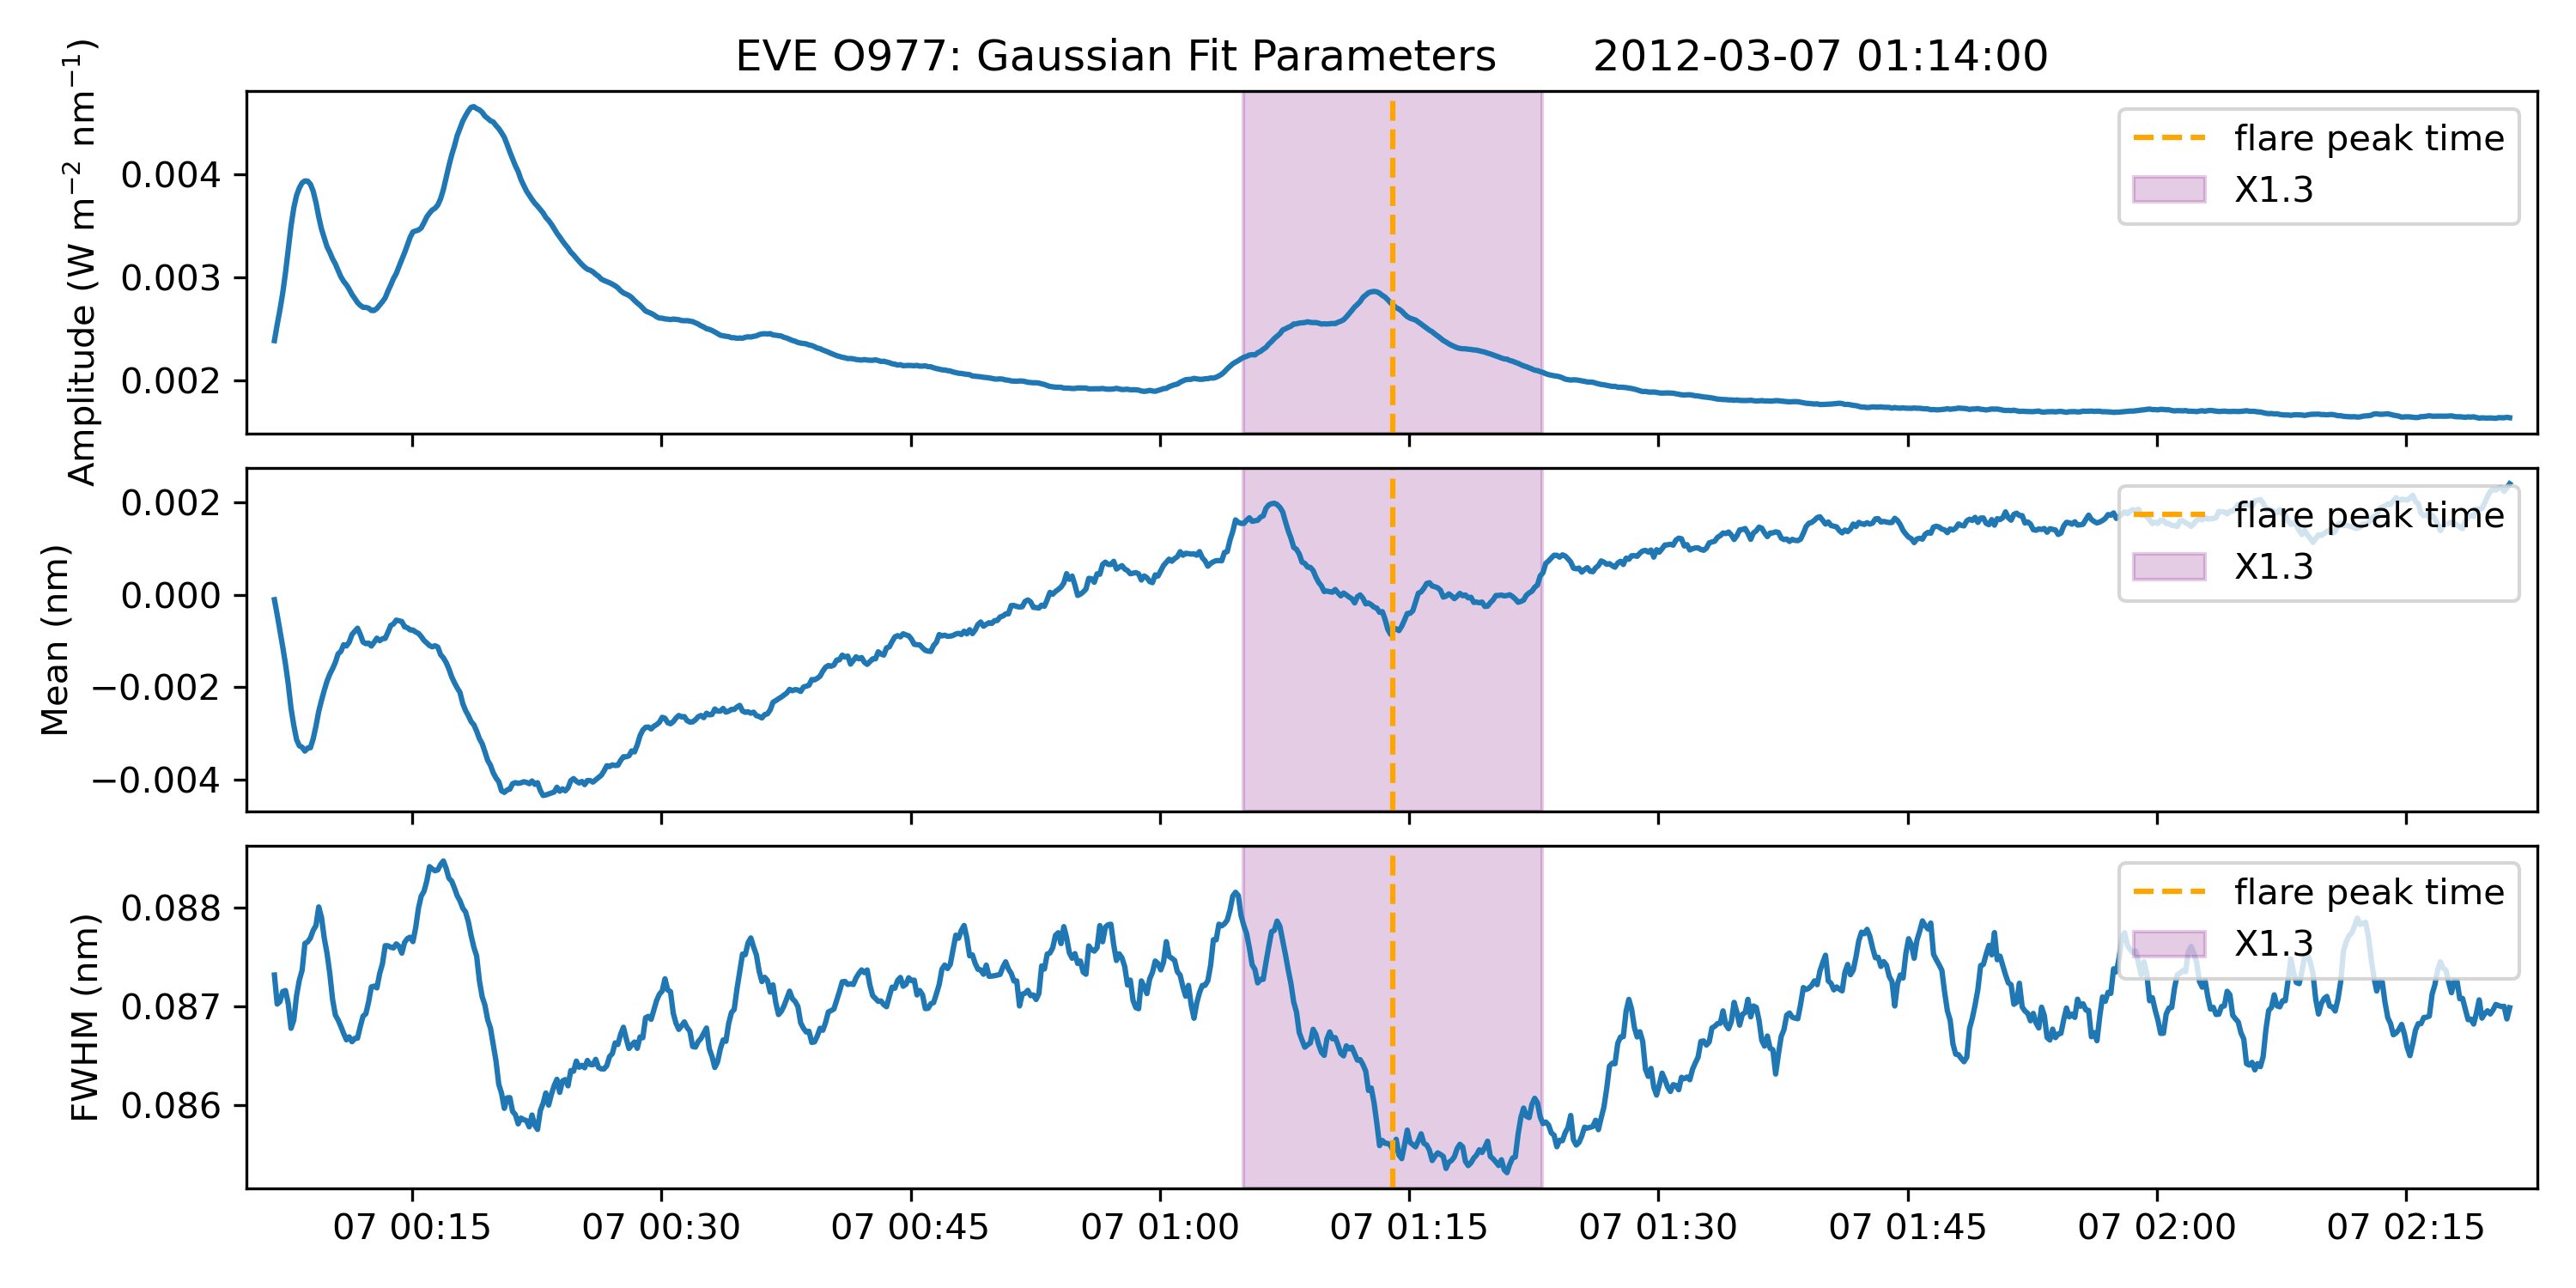 EVE O977: Gaussian Fit Parameters 2012-03-07 01:14:00
Amplitude (W m⁻² nm⁻¹)
0.004
0.003
0.002
flare peak time
X1.3
Mean (nm)
0.002
0.000
−0.002
−0.004
flare peak time
X1.3
FWHM (nm)
0.088
0.087
0.086
flare peak time
X1.3
07 00:15 07 00:30 07 00:45 07 01:00 07 01:15 07 01:30 07 01:45 07 02:00 07 02:15